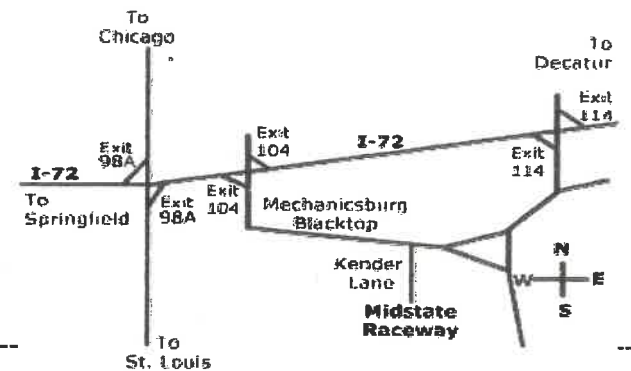 To
Chicago
To
Decatur
Exit
114
Exit
98A
Exit
104
I-72
Exit
114
I-72
To
Springfield
Exit
98A
Exit
104
Mechanicsburg
Blacktop
Kender
Lane
Midstate
Raceway
N
W
E
S
To
St. Louis